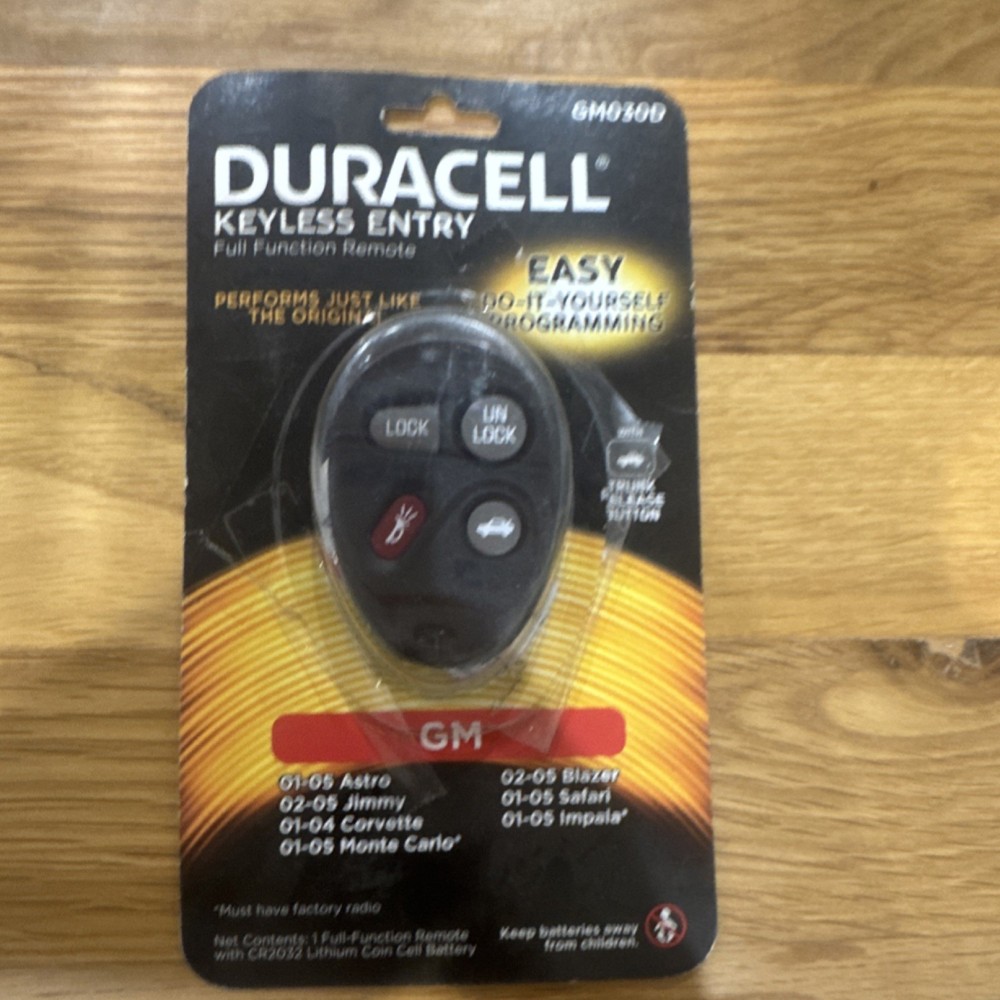 GM030D
DURACELL®
KEYLESS ENTRY
Full Function Remote
EASY
DO-IT-YOURSELF
PROGRAMMING
PERFORMS JUST LIKE
THE ORIGINAL
LOCK
UN
LOCK
WITH
TRUNK
RELEASE
BUTTON
GM
01-05 Astro
02-05 Jimmy
01-04 Corvette
01-05 Monte Carlo*
02-05 Blazer
01-05 Safari
01-05 Impala*
*Must have factory radio
Net Contents: 1 Full-Function Remote
with CR2032 Lithium Coin Cell Battery
Keep batteries away
from children.